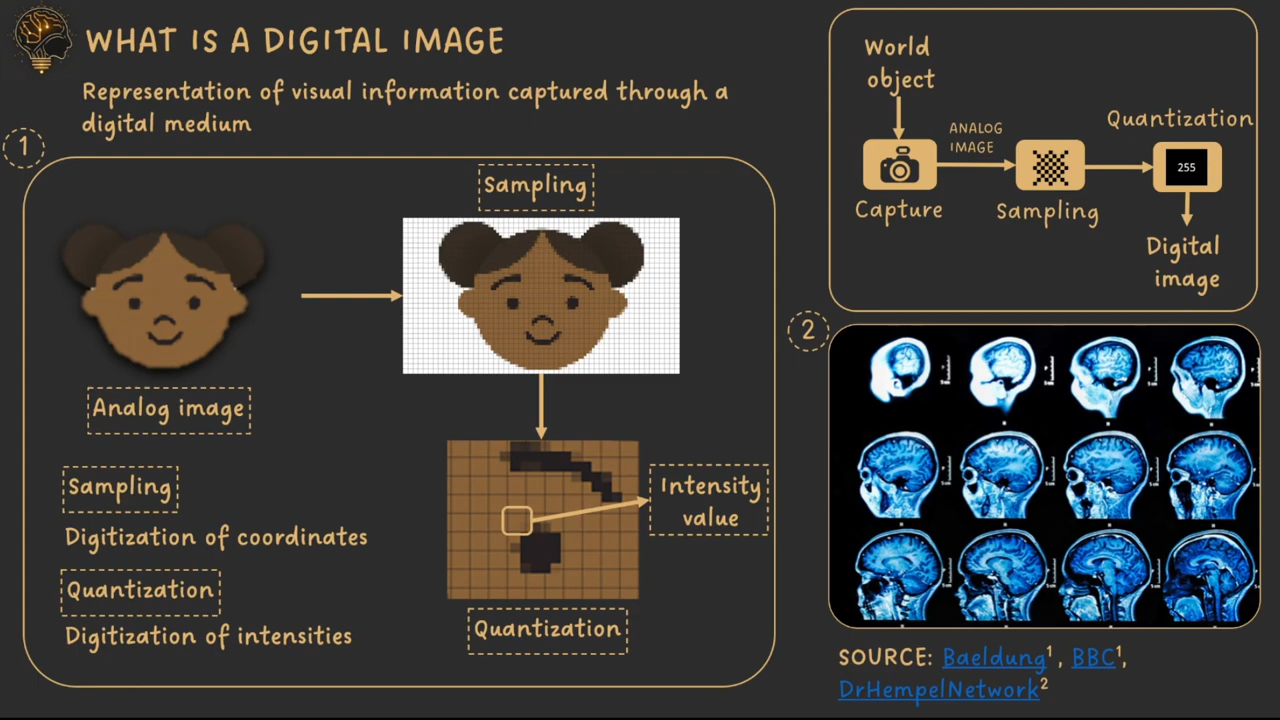 WHAT IS A DIGITAL IMAGE
Representation of visual information captured through a
digital medium
1
Sampling
Analog image
Sampling
Digitization of coordinates
Quantization
Digitization of intensities
Intensity
value
Quantization
World
object
ANALOG
IMAGE
Quantization
255
Capture
Sampling
Digital
image
2
SOURCE: Baeldung¹, BBC¹,
DrHempelNetwork²